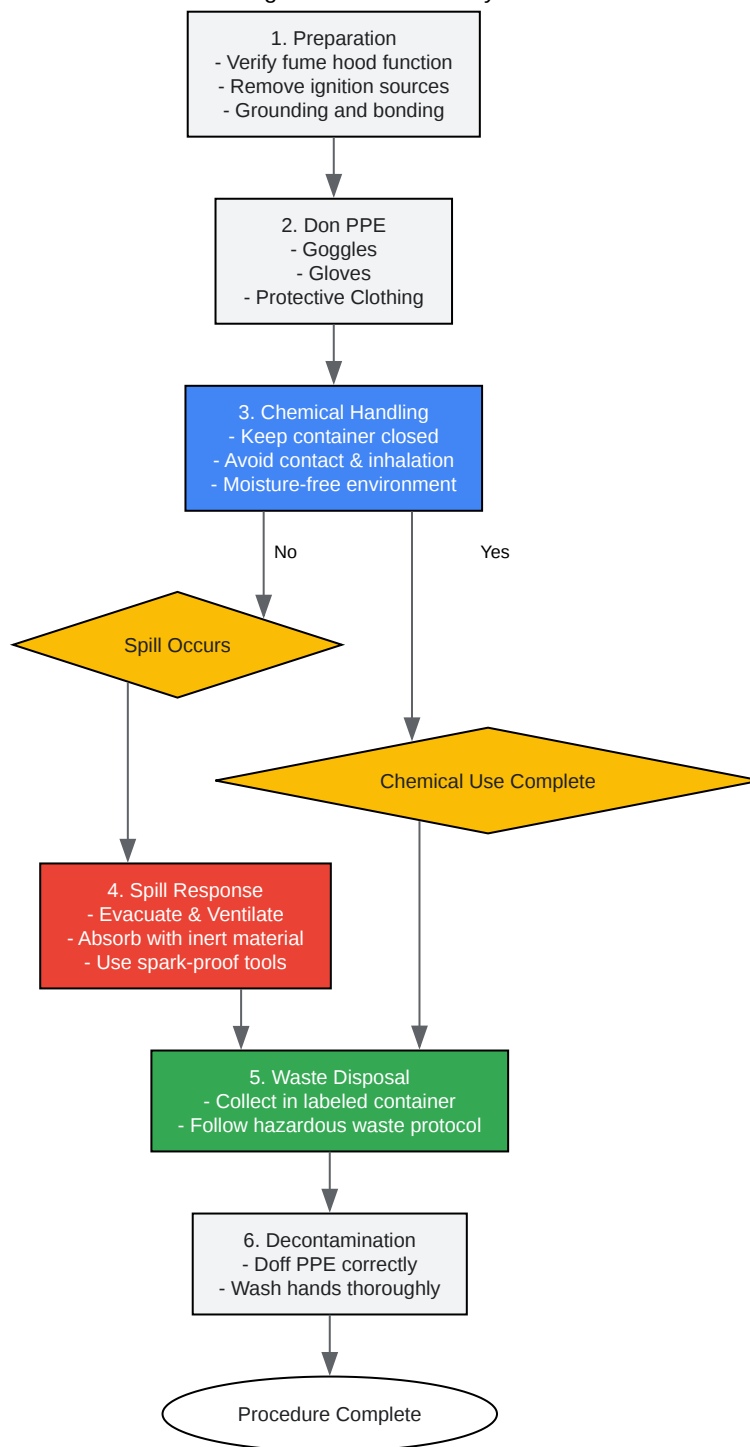 1. Preparation
- Verify fume hood function
- Remove ignition sources
- Grounding and bonding
2. Don PPE
- Goggles
- Gloves
- Protective Clothing
3. Chemical Handling
- Keep container closed
- Avoid contact & inhalation
- Moisture-free environment
No
Yes
Spill Occurs
Chemical Use Complete
4. Spill Response
- Evacuate & Ventilate
- Absorb with inert material
- Use spark-proof tools
5. Waste Disposal
- Collect in labeled container
- Follow hazardous waste protocol
6. Decontamination
- Doff PPE correctly
- Wash hands thoroughly
Procedure Complete